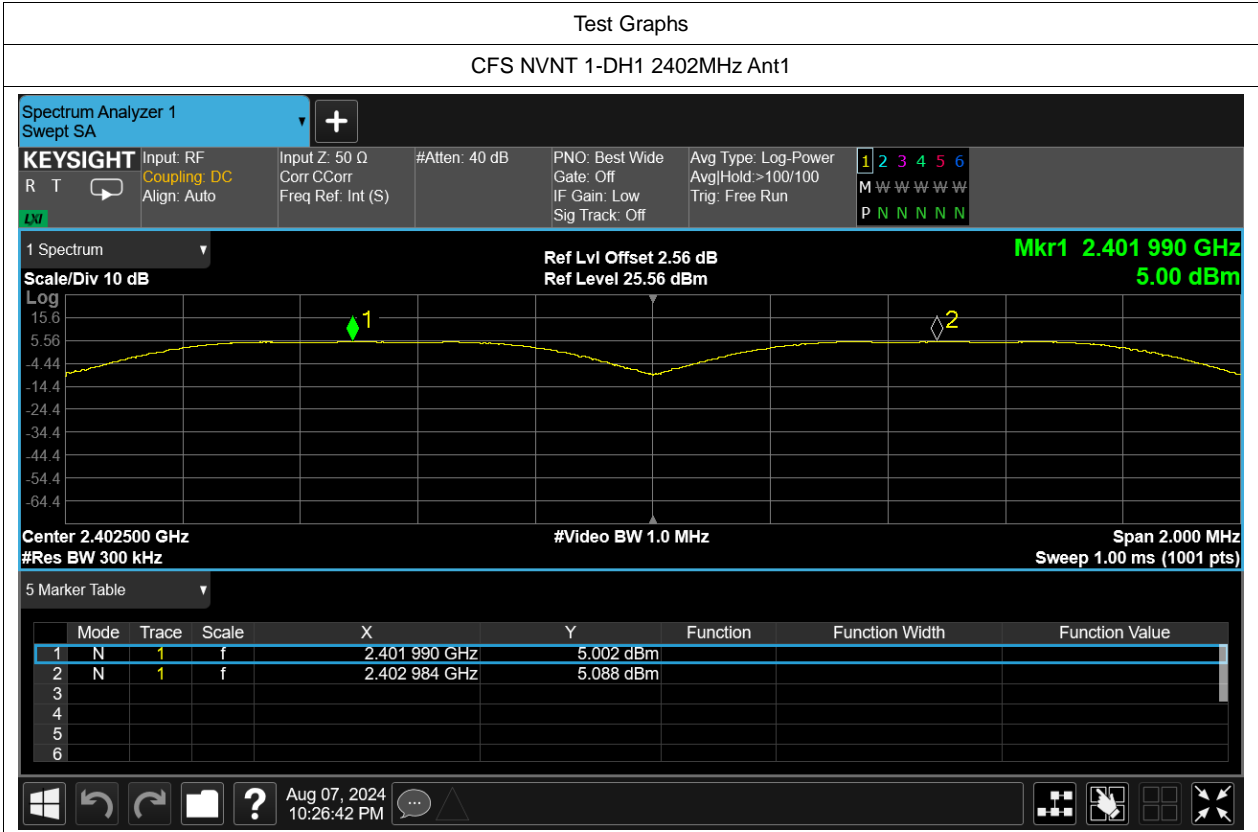 Test Graphs
CFS NVNT 1-DH1 2402MHz Ant1
Spectrum Analyzer 1
Swept SA
KEYSIGHT
R T
LXI
Input: RF
Coupling: DC
Align: Auto
Input Z: 50 Ω
Corr CCorr
Freq Ref: Int (S)
#Atten: 40 dB
PNO: Best Wide
Gate: Off
IF Gain: Low
Sig Track: Off
Avg Type: Log-Power
Avg|Hold:>100/100
Trig: Free Run
1 2 3 4 5 6
M W W W W W
P N N N N N
1 Spectrum
Scale/Div 10 dB
Ref Lvl Offset 2.56 dB
Ref Level 25.56 dBm
Mkr1 2.401 990 GHz
5.00 dBm
Log
15.6
5.56
-4.44
-14.4
-24.4
-34.4
-44.4
-54.4
-64.4
1
2
Center 2.402500 GHz
#Res BW 300 kHz
#Video BW 1.0 MHz
Span 2.000 MHz
Sweep 1.00 ms (1001 pts)
5 Marker Table
Mode Trace Scale X Y Function Function Width Function Value
1 N 1 f 2.401 990 GHz 5.002 dBm
2 N 1 f 2.402 984 GHz 5.088 dBm
3
4
5
6
?
Aug 07, 2024
10:26:42 PM